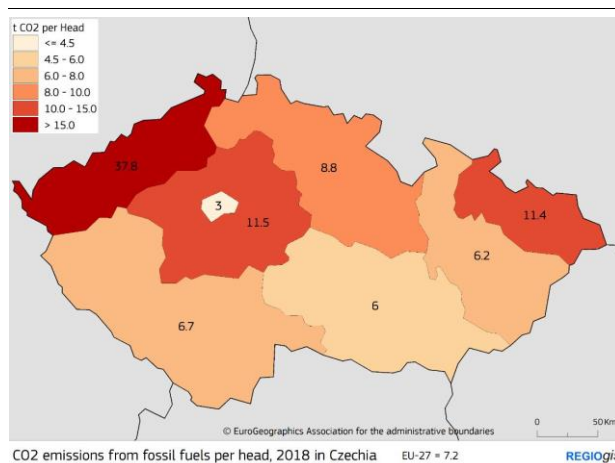 t CO2 per Head
<= 4.5
4.5 - 6.0
6.0 - 8.0
8.0 - 10.0
10.0 - 15.0
> 15.0
37.8
8.8
3
11.5
11.4
6.2
6.7
6
© EuroGeographics Association for the administrative boundaries
0 50 Km
CO2 emissions from fossil fuels per head, 2018 in Czechia EU-27 = 7.2